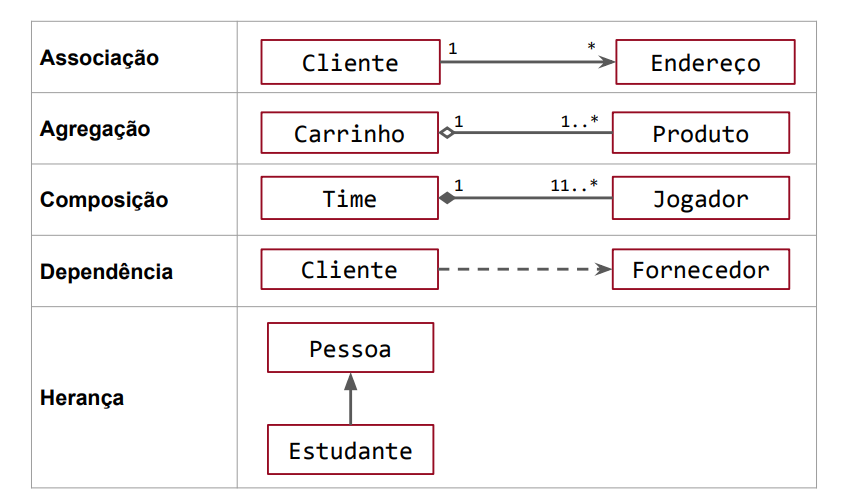 Associação
Cliente 1 * Endereço
Agregação
Carrinho 1 1..* Produto
Composição
Time 1 11..* Jogador
Dependência
Cliente Fornecedor
Herança
Pessoa
Estudante